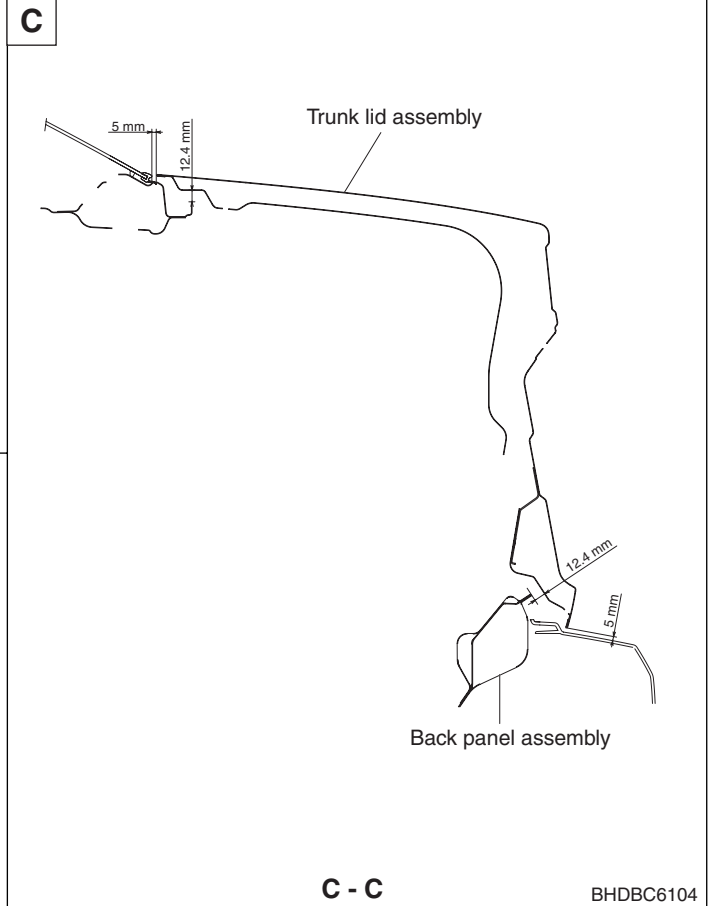 C
5 mm
12.4 mm
Trunk lid assembly
12.4 mm
5 mm
Back panel assembly
C - C
BHDBC6104